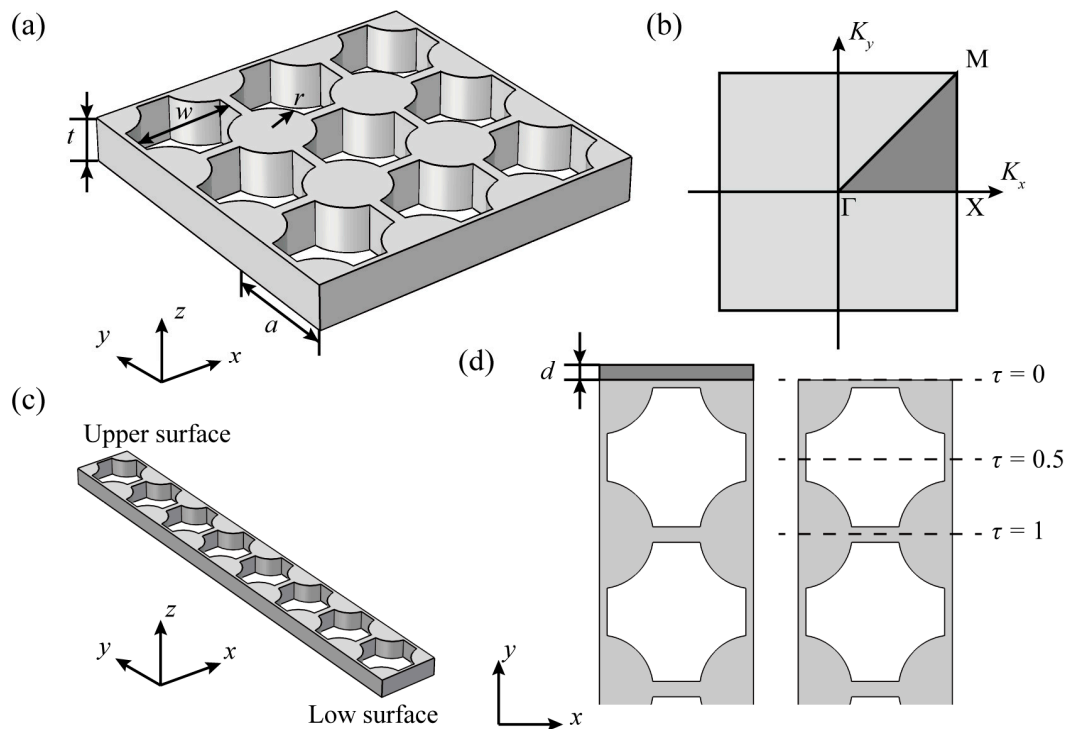 (a)
w
r
t
a
z
y
x
(b)
K_y
M
K_x
Γ
X
(c)
Upper surface
z
y
x
Low surface
(d)
d
τ = 0
τ = 0.5
τ = 1
y
x